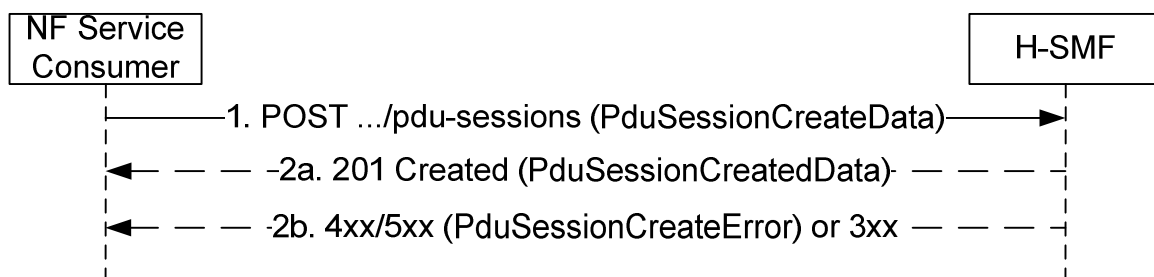 NF Service
Consumer
H-SMF
1. POST .../pdu-sessions (PduSessionCreateData)
2a. 201 Created (PduSessionCreatedData)
2b. 4xx/5xx (PduSessionCreateError) or 3xx